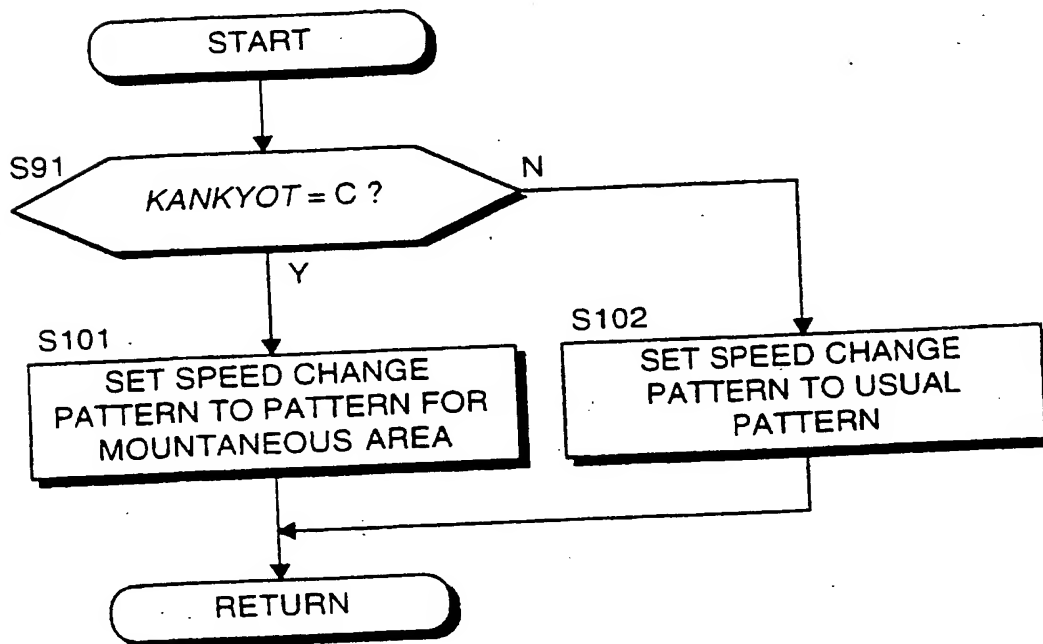 START
S91
KANKYOT = C ?
N
Y
S101
SET SPEED CHANGE
PATTERN TO PATTERN FOR
MOUNTANEOUS AREA
S102
SET SPEED CHANGE
PATTERN TO USUAL
PATTERN
RETURN